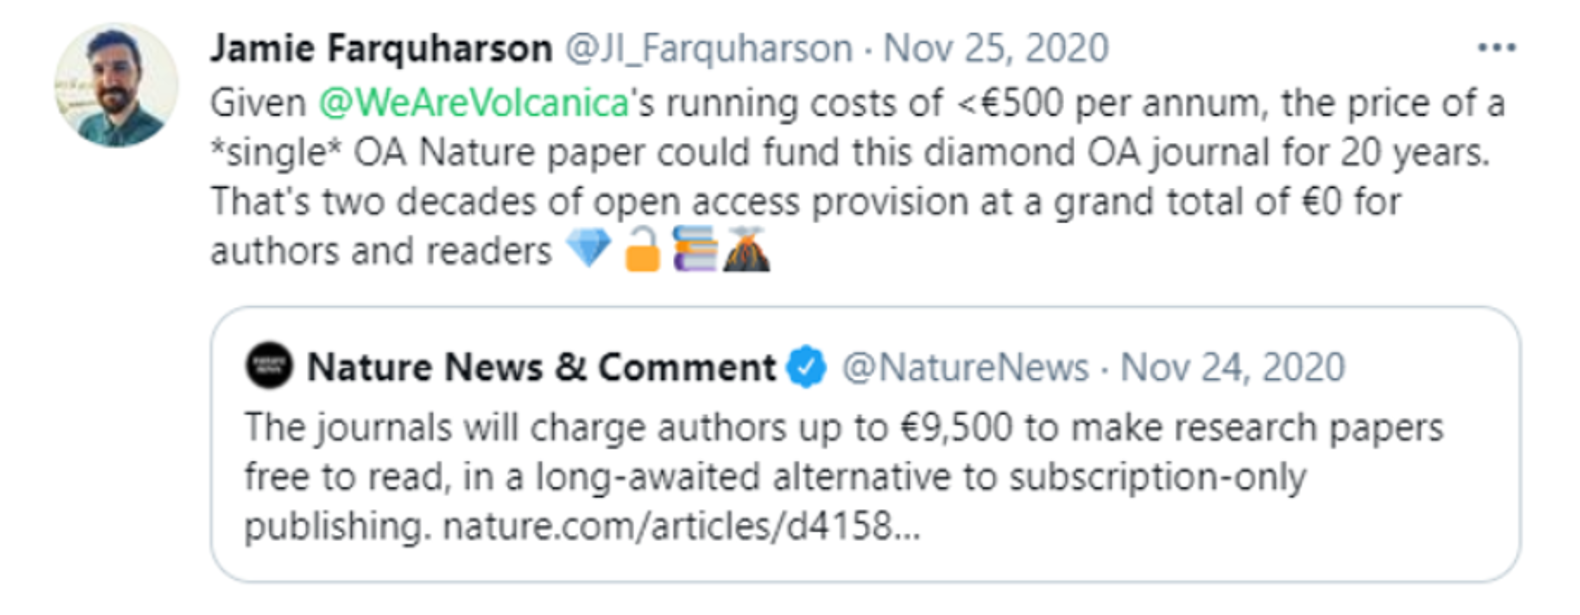 Jamie Farquharson @JI_Farquharson · Nov 25, 2020
Given @WeAreVolcanica's running costs of <€500 per annum, the price of a
*single* OA Nature paper could fund this diamond OA journal for 20 years.
That's two decades of open access provision at a grand total of €0 for
authors and readers 💎🔓📚🌋
Nature News & Comment @NatureNews · Nov 24, 2020
The journals will charge authors up to €9,500 to make research papers
free to read, in a long-awaited alternative to subscription-only
publishing. nature.com/articles/d4158...